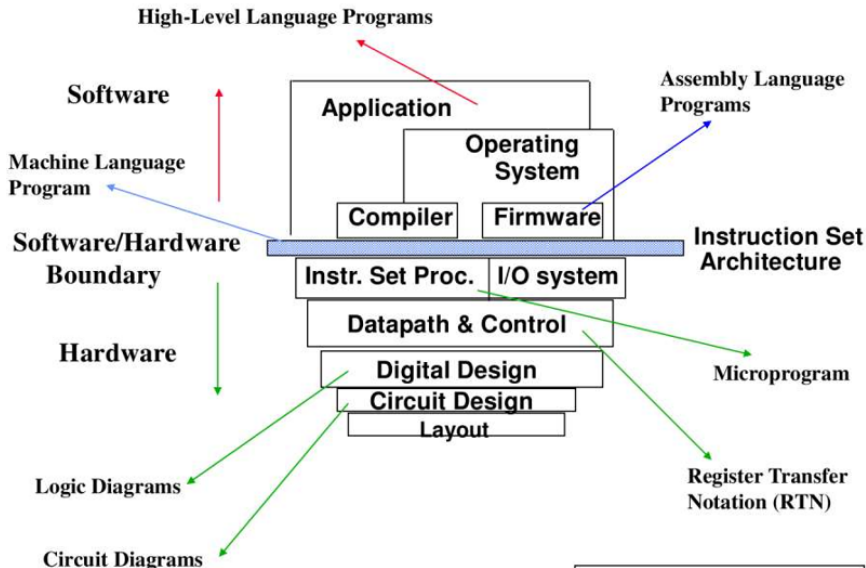 High-Level Language Programs
Software
Application
Assembly Language
Programs
Operating
System
Machine Language
Program
Compiler
Firmware
Software/Hardware
Boundary
Instruction Set
Architecture
Instr. Set Proc.
I/O system
Datapath & Control
Hardware
Digital Design
Microprogram
Circuit Design
Layout
Logic Diagrams
Register Transfer
Notation (RTN)
Circuit Diagrams